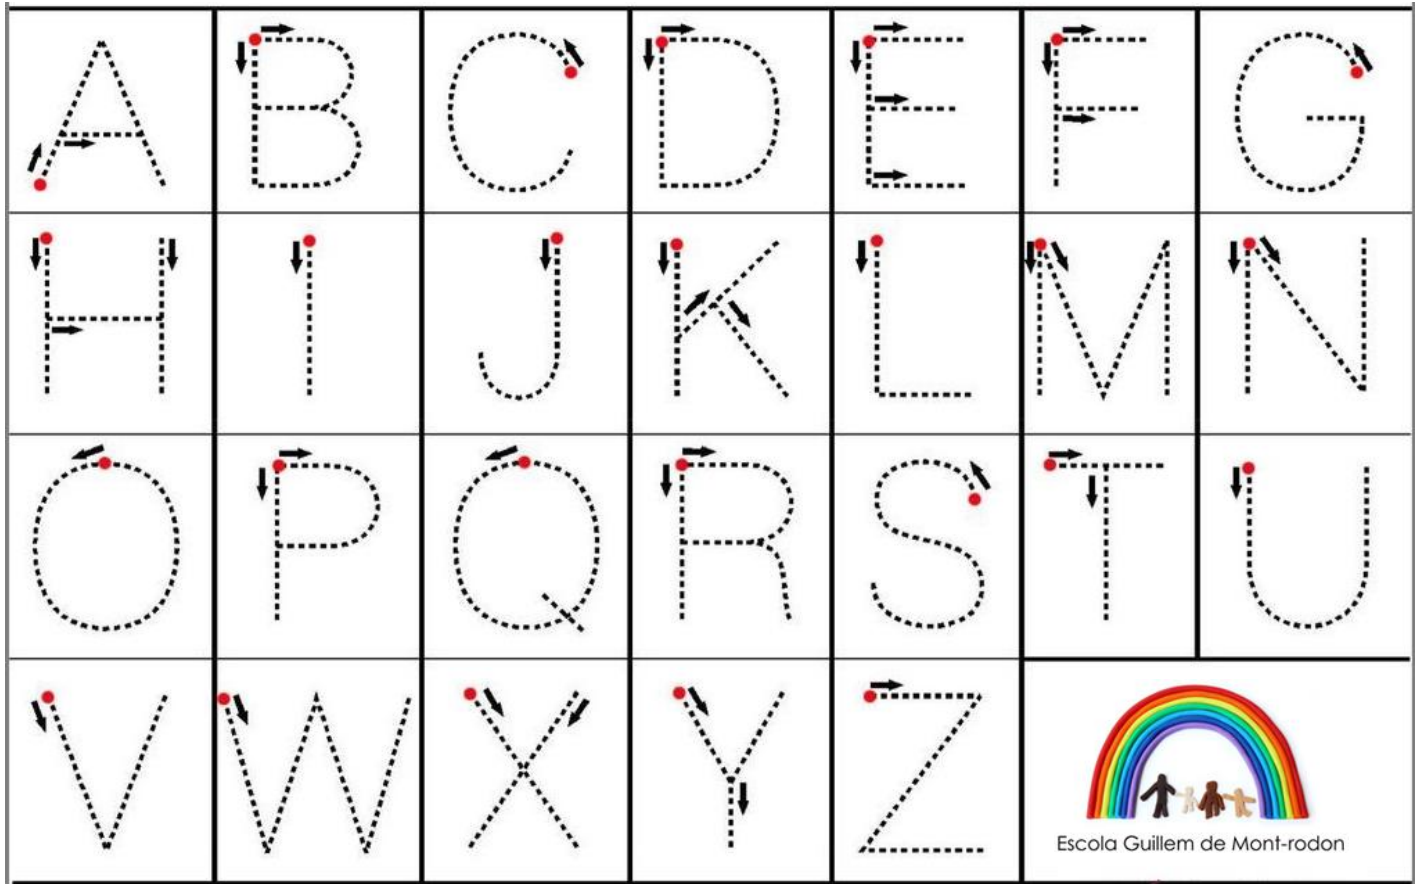 A B C D E F G
H I J K L M N
O P Q R S T U
V W X Y Z
Escola Guillem de Mont-rodon